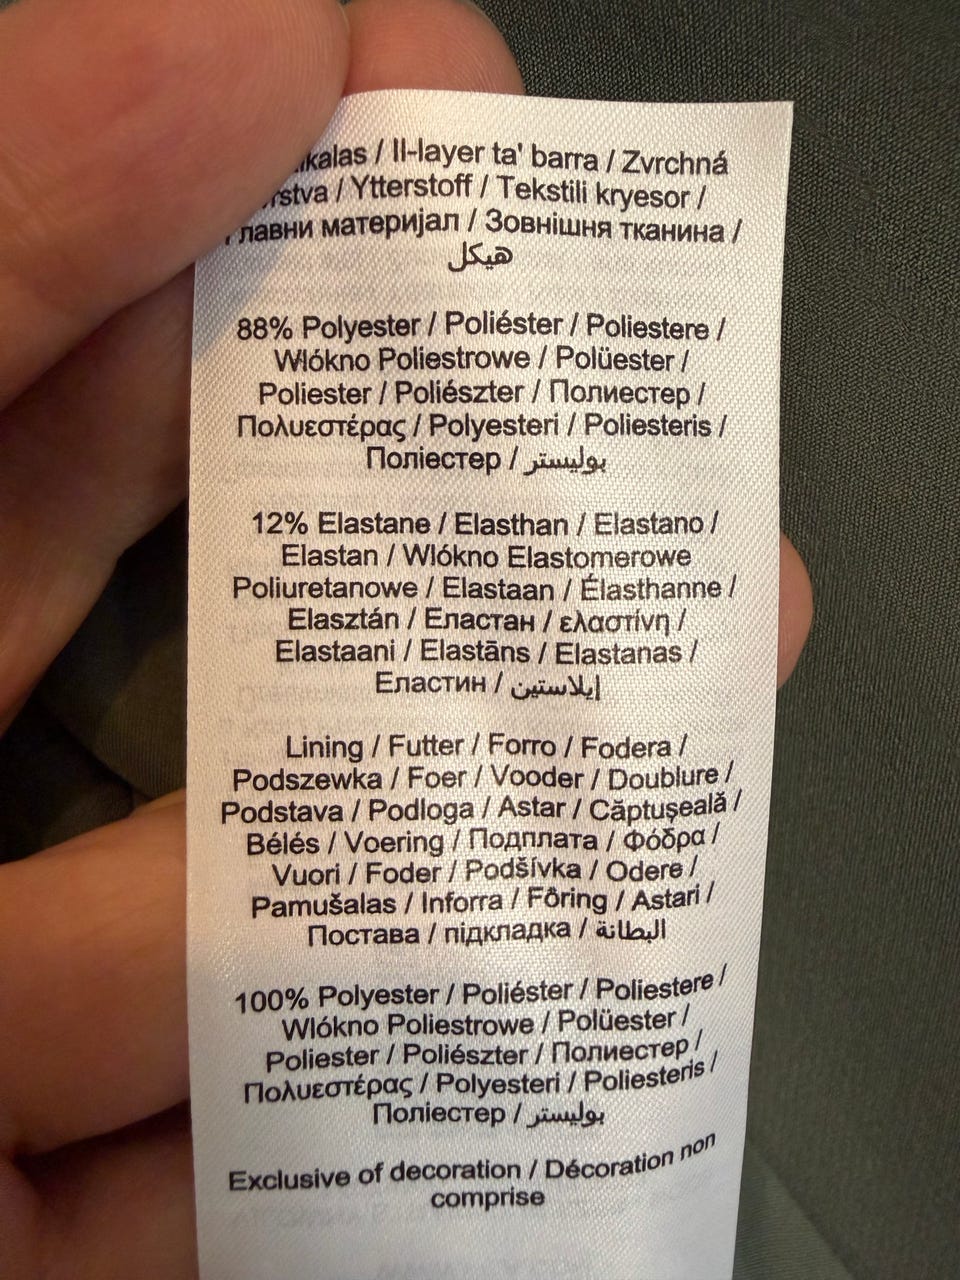 / Il-layer ta' barra / Zvrchná
/ Ytterstoff / Tekstili kryesor /
материјал / Зовнішня тканина /
هيكل
88% Polyester / Poliéster / Poliestere /
Wlókno Poliestrowe / Polüester /
Poliester / Poliészter / Полиестер /
Πολυεστέρας / Polyesteri / Poliesteris /
Поліестер / بوليستر
12% Elastane / Elasthan / Elastano /
Elastan / Wlókno Elastomerowe
Poliuretanowe / Elastaan / Élasthanne /
Elasztán / Еластан / ελαστίνη /
Elastaani / Elastāns / Elastanas /
Еластин / إيلاستين
Lining / Futter / Forro / Fodera /
Podszewka / Foer / Vooder / Doublure /
Podstava / Podloga / Astar / Căptușeală /
Bélés / Voering / Подплата / Φόδρα /
Vuori / Foder / Podšívka / Odere /
Pamušalas / Inforra / Fôring / Astari /
Постава / підкладка / البطانة
100% Polyester / Poliéster / Poliestere /
Wlókno Poliestrowe / Polüester /
Poliester / Poliészter / Полиестер /
Πολυεστέρας / Polyesteri / Poliesteris /
Поліестер / بوليستر
Exclusive of decoration / Décoration non
comprise